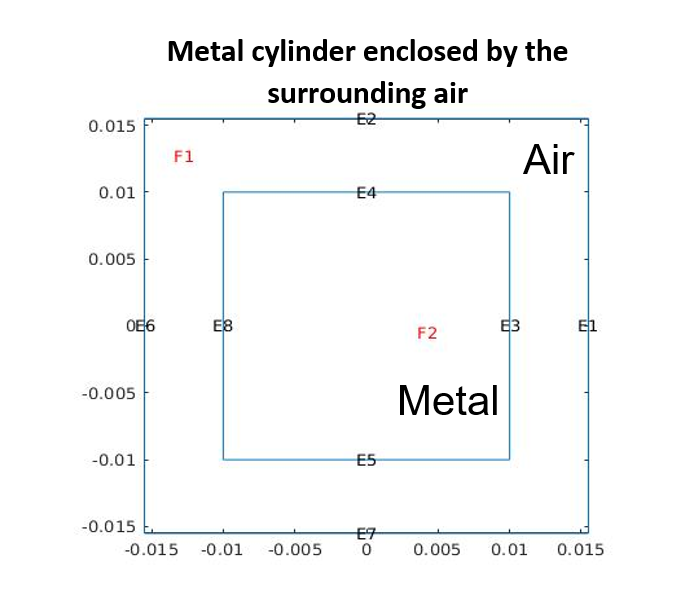 Metal cylinder enclosed by the
surrounding air
E2
0.015
Air
F1
0.01
E4
0.005
0E6
E8
F2
E3
E1
-0.005
Metal
-0.01
E5
-0.015
E7
-0.015 -0.01 -0.005 0 0.005 0.01 0.015